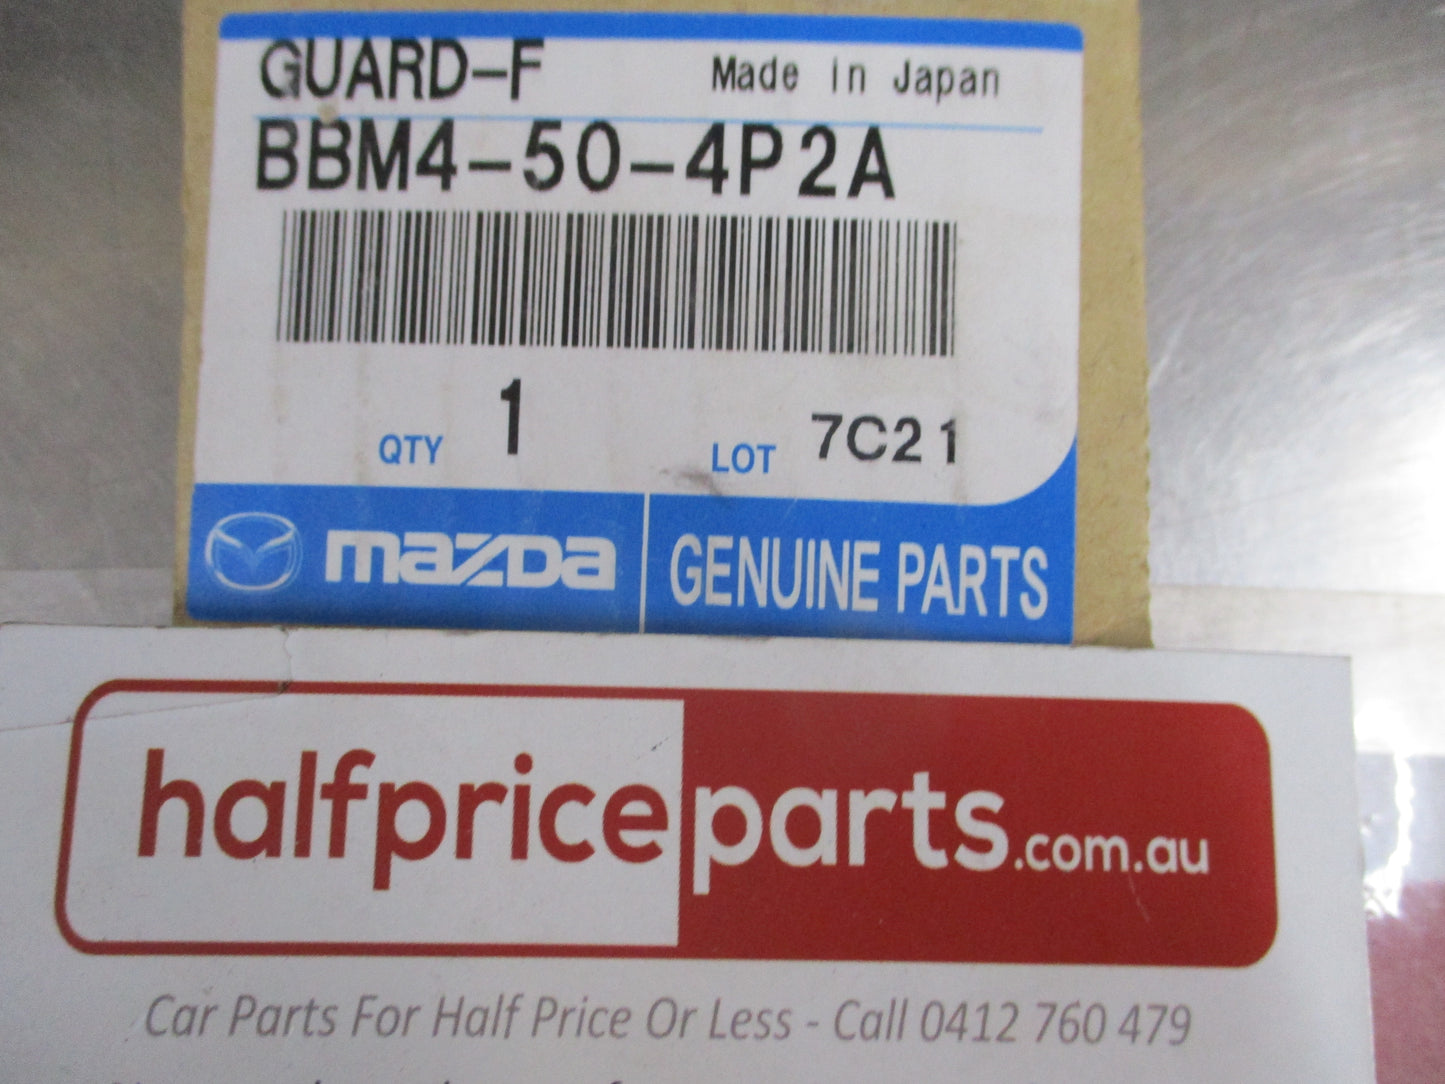 GUARD-F Made in Japan
BBM4-50-4P2A
QTY 1 LOT 7C21
mazda GENUINE PARTS
halfpriceparts.com.au
Car Parts For Half Price Or Less - Call 0412 760 479